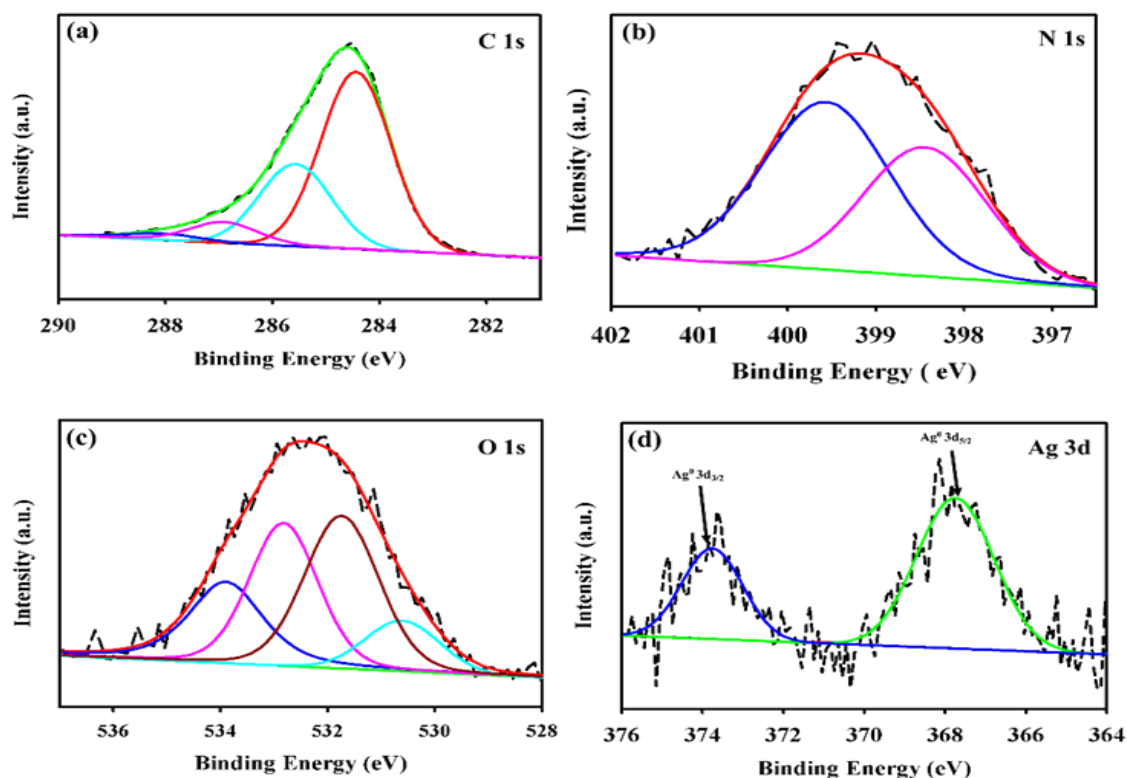 (a)
C 1s
Intensity (a.u.)
290 288 286 284 282
Binding Energy (eV)
(b)
N 1s
Intensity (a.u.)
402 401 400 399 398 397
Binding Energy ( eV)
(c)
O 1s
Intensity (a.u.)
536 534 532 530 528
Binding Energy (eV)
(d)
Ag 3d
Ag⁰ 3d₃/₂
Ag⁰ 3d₅/₂
Intensity (a.u.)
376 374 372 370 368 366 364
Binding Energy (eV)